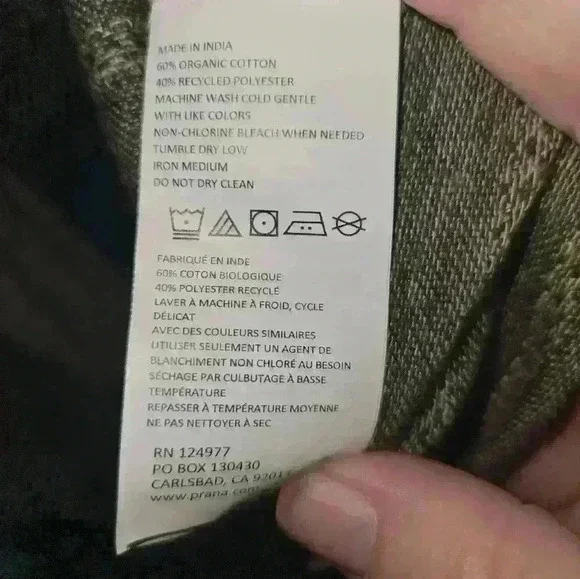 MADE IN INDIA
60% ORGANIC COTTON
40% RECYCLED POLYESTER
MACHINE WASH COLD GENTLE
WITH LIKE COLORS
NON-CHLORINE BLEACH WHEN NEEDED
TUMBLE DRY LOW
IRON MEDIUM
DO NOT DRY CLEAN
FABRIQUÉ EN INDE
60% COTON BIOLOGIQUE
40% POLYESTER RECYCLÉ
LAVER À MACHINE À FROID, CYCLE
DÉLICAT
AVEC DES COULEURS SIMILAIRES
UTILISER SEULEMENT UN AGENT DE
BLANCHIMENT NON CHLORÉ AU BESOIN
SÉCHAGE PAR CULBUTAGE À BASSE
TEMPÉRATURE
REPASSER À TEMPÉRATURE MOYENNE
NE PAS NETTOYER À SEC
RN 124977
PO BOX 130430
CARLSBAD, CA
www.prana.com